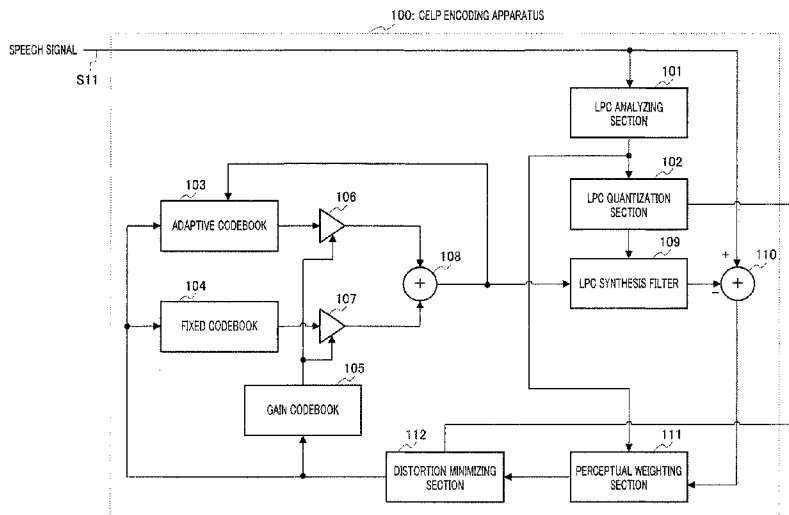 100: CELP ENCODING APPARATUS
SPEECH SIGNAL
S11
101
LPC ANALYZING
SECTION
102
LPC QUANTIZATION
SECTION
103
ADAPTIVE CODEBOOK
106
108
+
109
LPC SYNTHESIS FILTER
+
110
+
−
104
FIXED CODEBOOK
107
105
GAIN CODEBOOK
112
DISTORTION MINIMIZING
SECTION
111
PERCEPTUAL WEIGHTING
SECTION